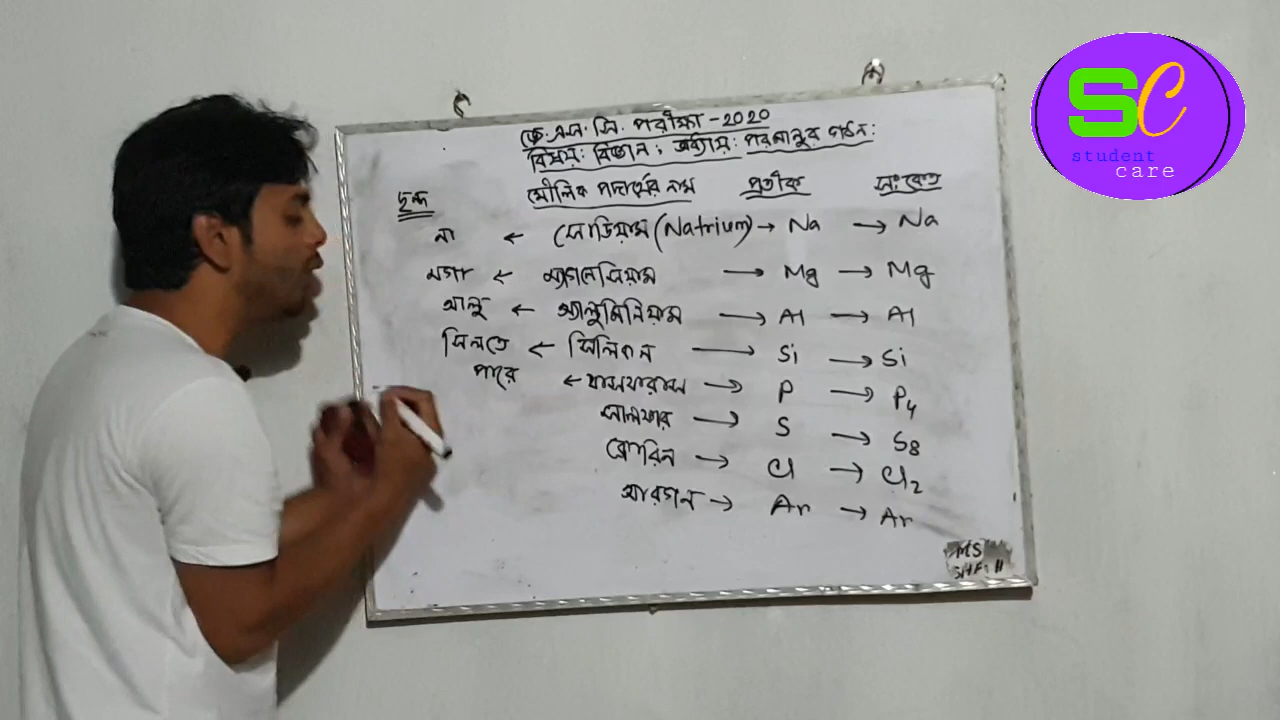 জে.এস.সি. পরীক্ষা -2020
বিষয়: বিজ্ঞান; অধ্যায়: পরমানুর গঠন:
ছন্দ মৌলিক পদার্থের নাম প্রতীক সংকেত
না ← সোডিয়াম (Natrium) → Na → Na
মগা ← ম্যাগনেসিয়াম → Mg → Mg
আলু ← অ্যালুমিনিয়াম → Al → Al
সিলতে ← সিলিকন → Si → Si
পারে ← ফসফরাস → P → P4
সালফার → S → S8
ক্লোরিন → Cl → Cl2
আরগন → Ar → Ar
MS
SC
student
care